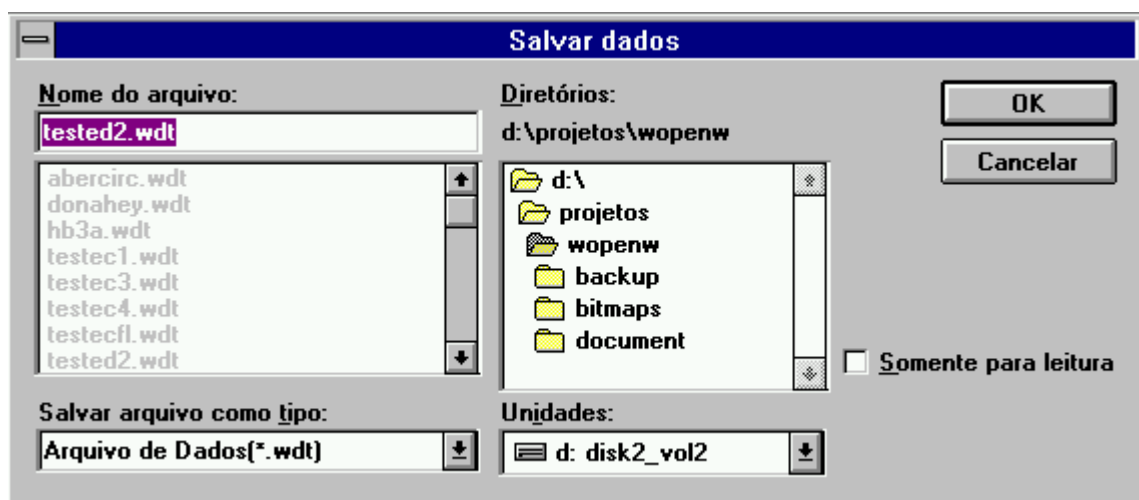 Salvar dados
Nome do arquivo:
tested2.wdt
abercirc.wdt
donahey.wdt
hb3a.wdt
testec1.wdt
testec3.wdt
testec4.wdt
testecfl.wdt
tested2.wdt
Salvar arquivo como tipo:
Arquivo de Dados(*.wdt)
Diretórios:
d:\projetos\wopenw
d:\
projetos
wopenw
backup
bitmaps
document
Unidades:
d: disk2_vol2
OK
Cancelar
Somente para leitura